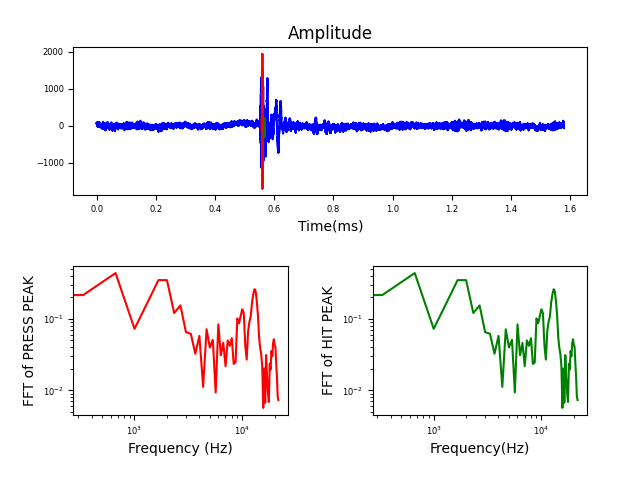 Amplitude
2000
1000
0
−1000
0.0 0.2 0.4 0.6 0.8 1.0 1.2 1.4 1.6
Time(ms)
FFT of PRESS PEAK
10⁻¹
10⁻²
10³ 10⁴
Frequency (Hz)
FFT of HIT PEAK
10⁻¹
10⁻²
10³ 10⁴
Frequency(Hz)